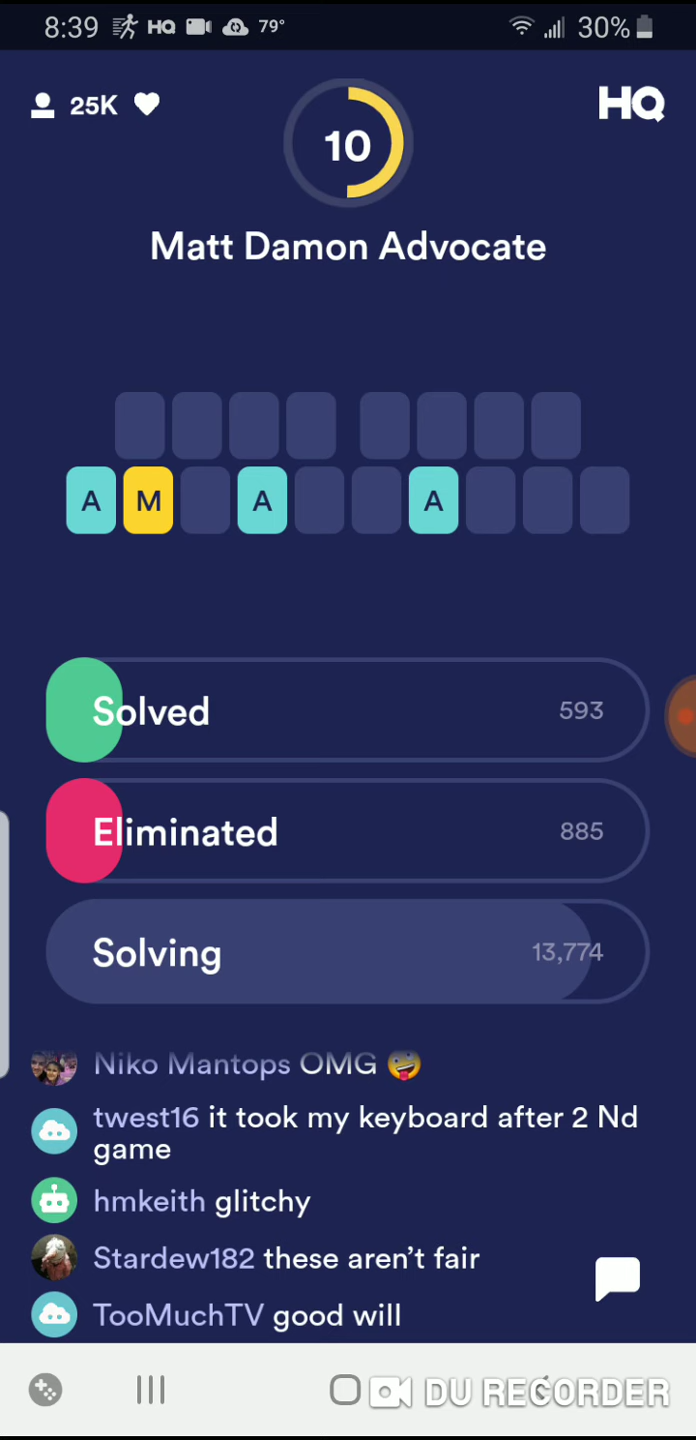 8:39 HQ 79° 30%
25K 10 HQ
Matt Damon Advocate
A M A A
Solved 593
Eliminated 885
Solving 13,774
Niko Mantops OMG 🤪
twest16 it took my keyboard after 2 Nd
game
hmkeith glitchy
Stardew182 these aren’t fair
TooMuchTV good will
DU RECORDER